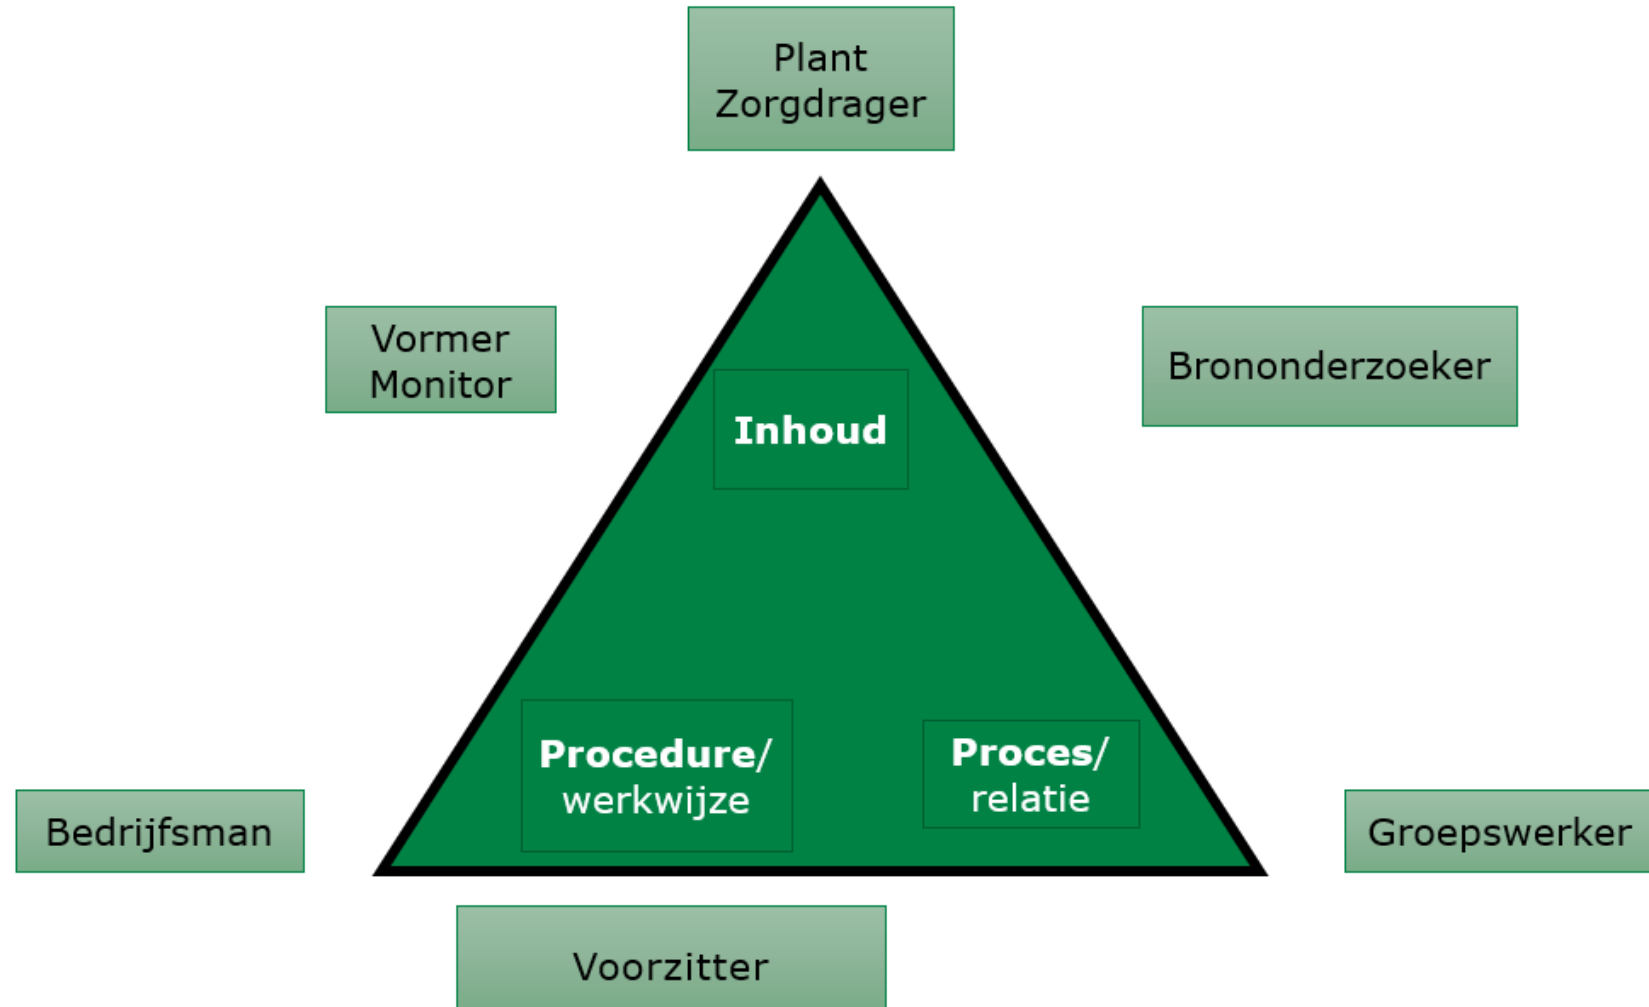 Plant
Zorgdrager
Vormer
Monitor
Brononderzoeker
Inhoud
Procedure/
werkwijze
Proces/
relatie
Bedrijfsman
Groepswerker
Voorzitter